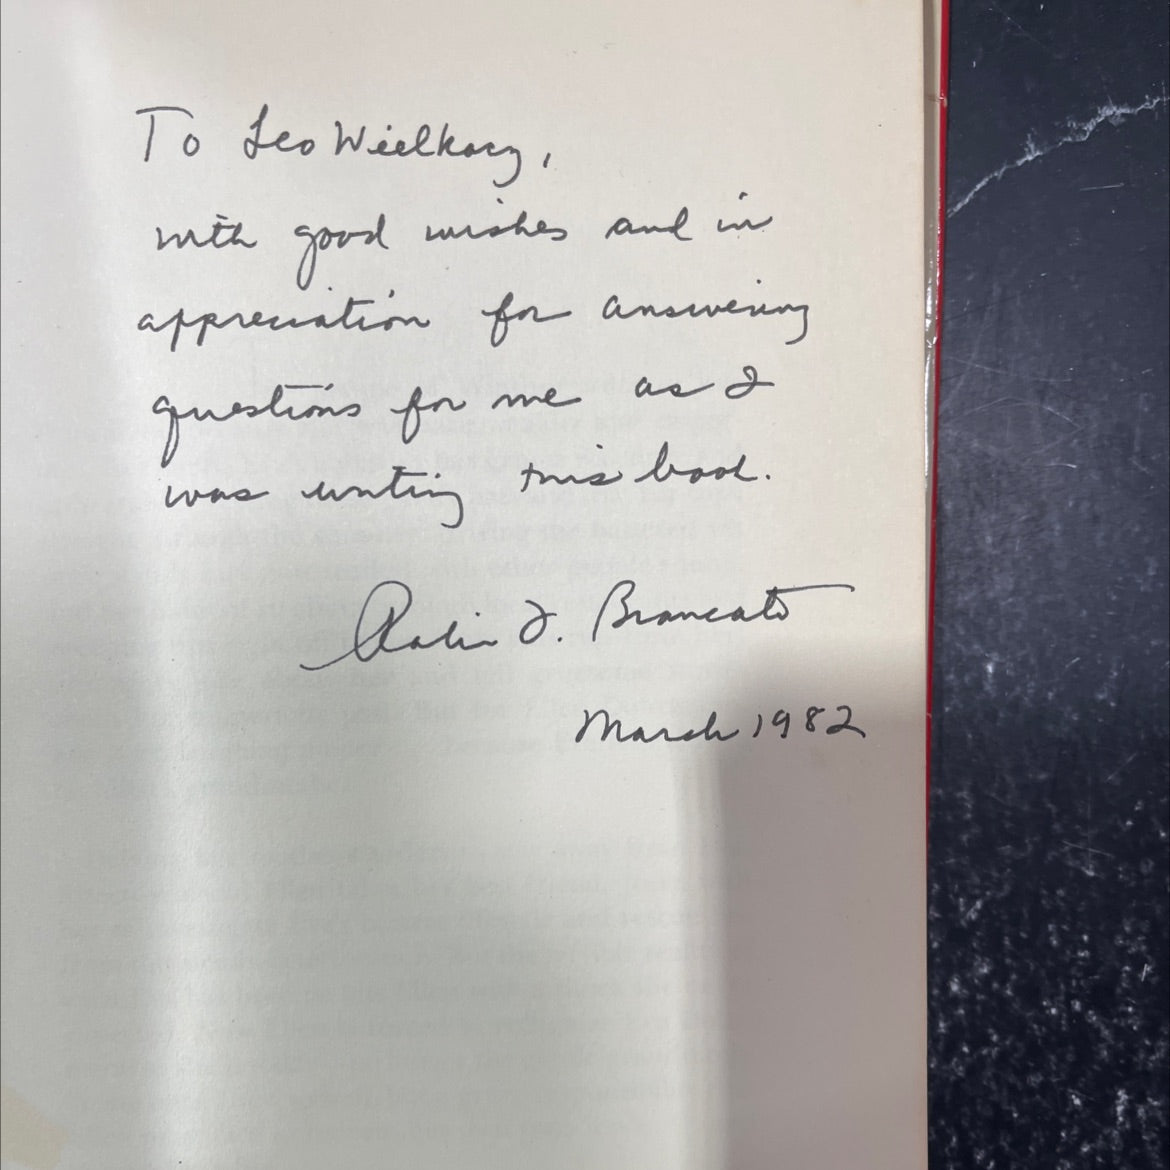 To Leo Wielkocz,
with good wishes and in
appreciation for answering
questions for me as I
was writing this book.
Robin F. Brancato
March 1982